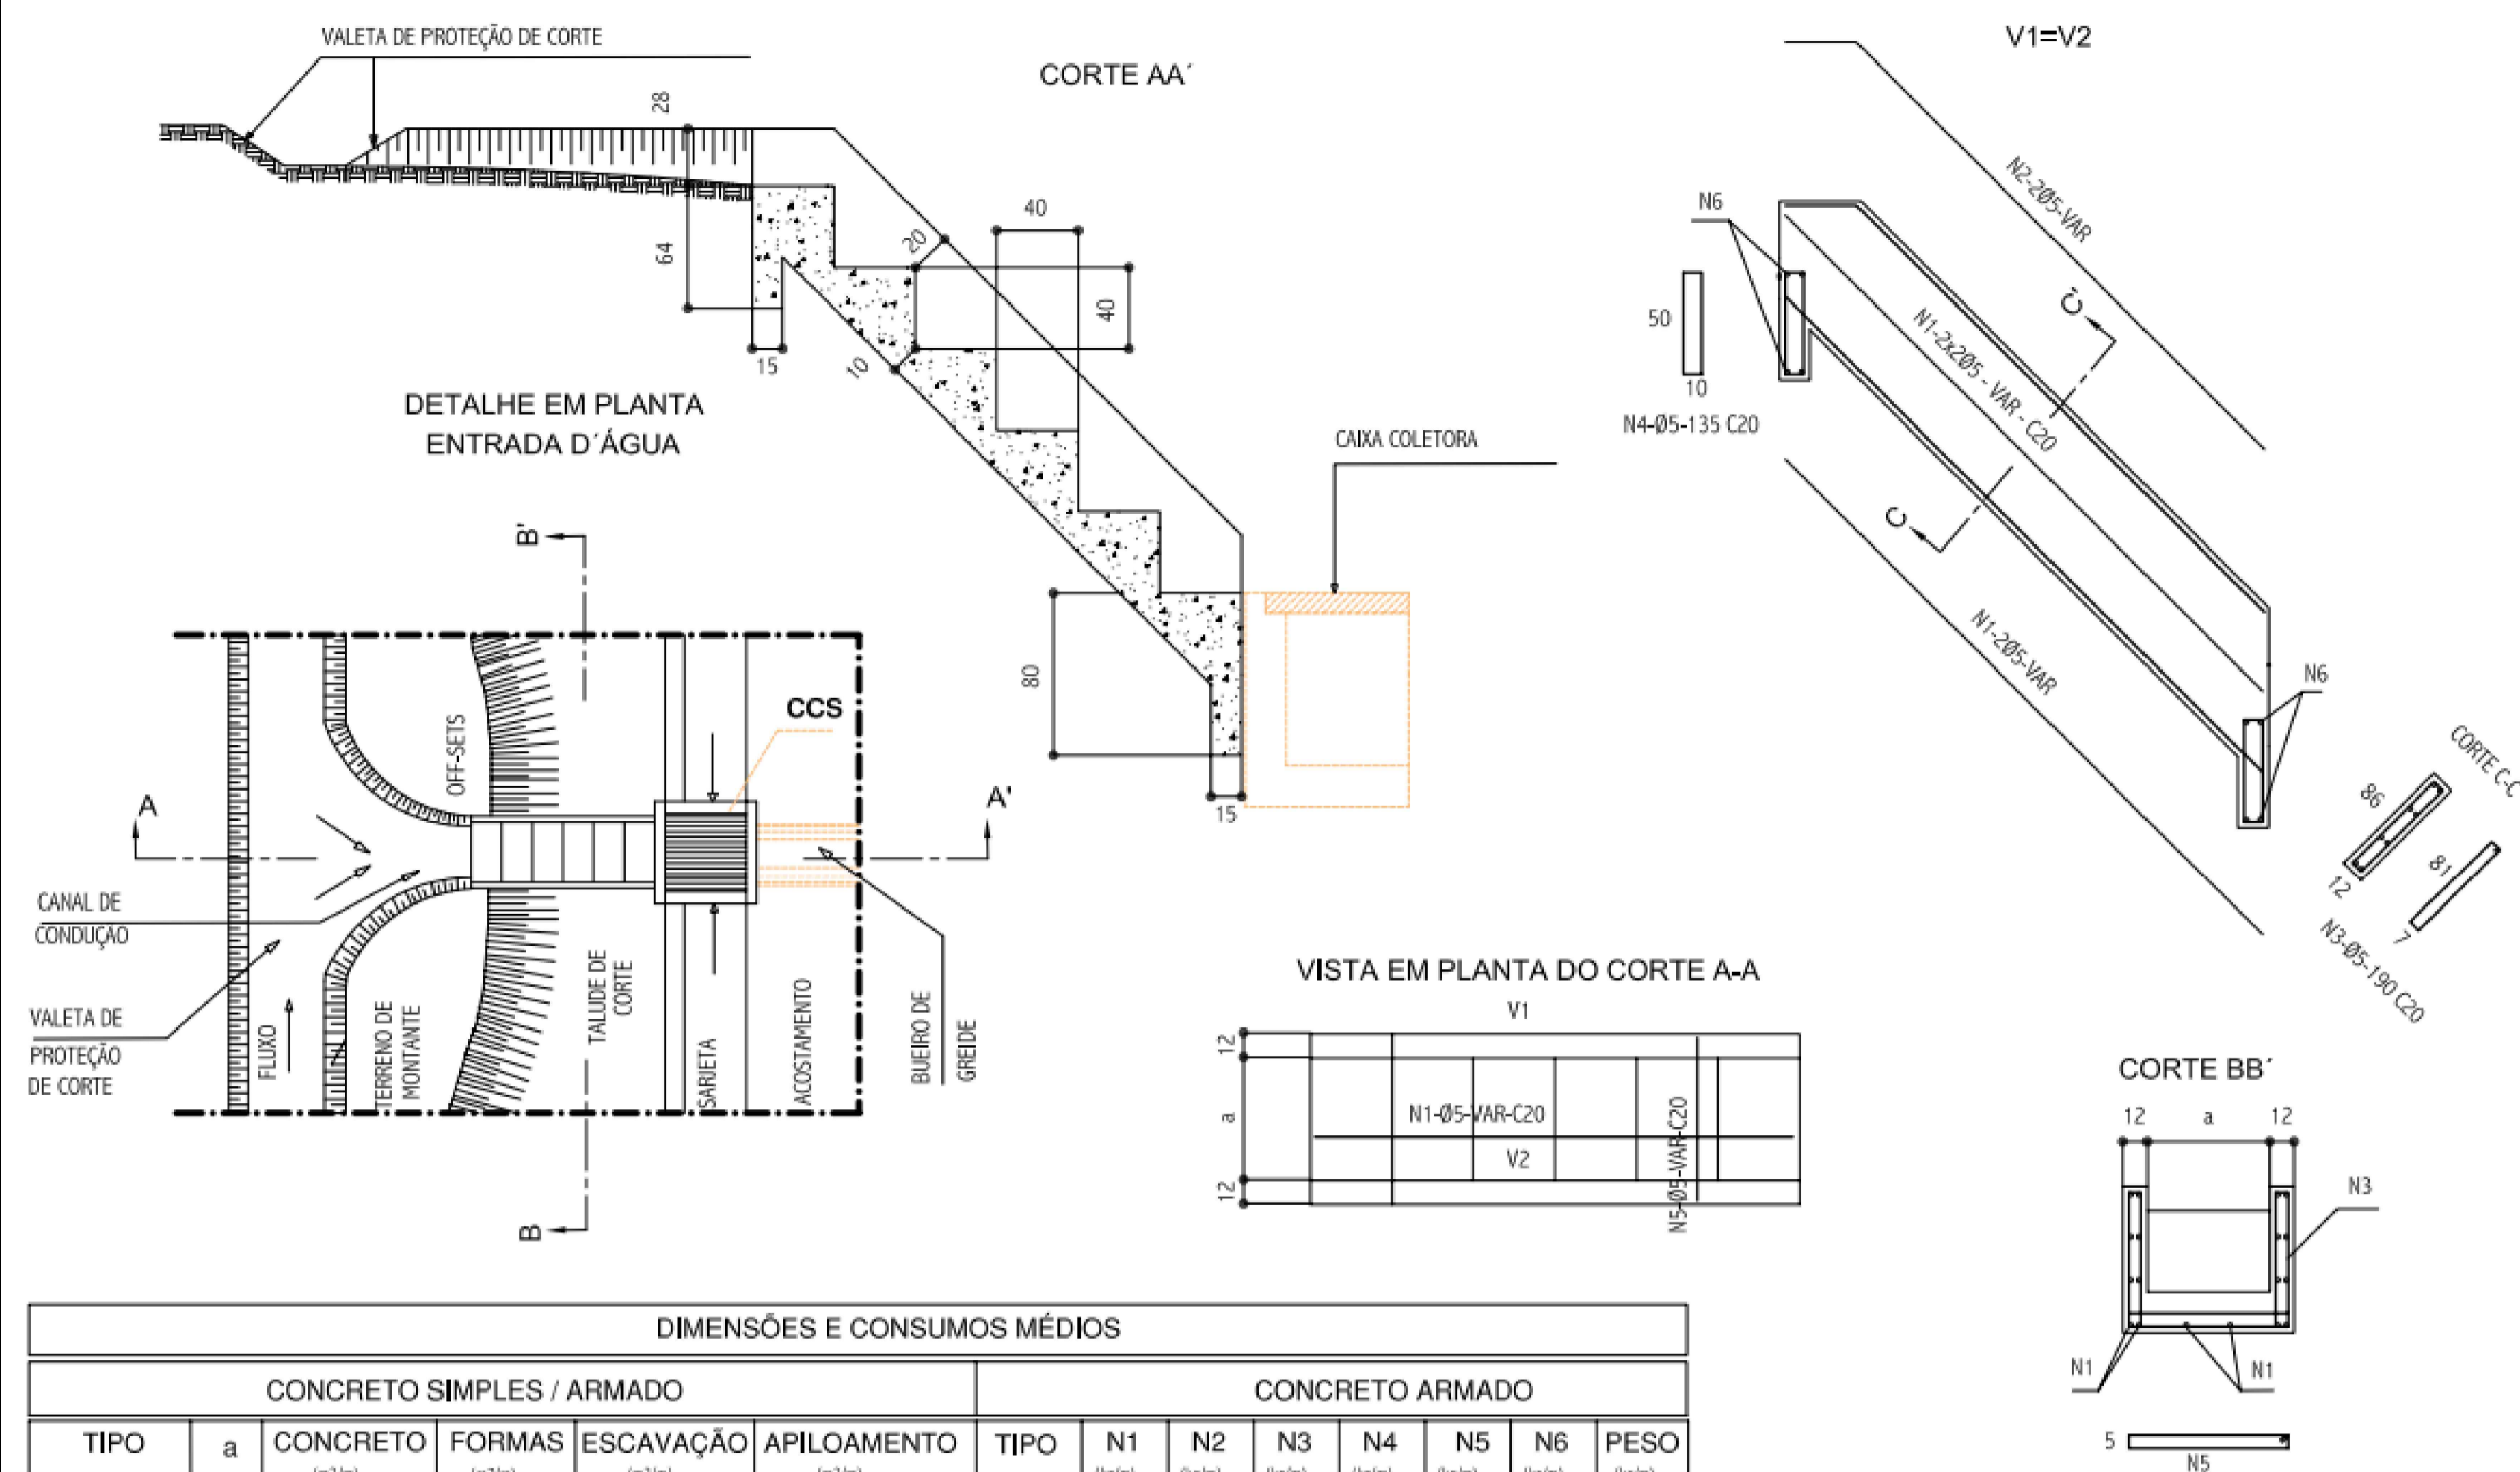 VALETA DE PROTEÇÃO DE CORTE
CORTE AA´
V1=V2
28
64
15
20
10
40
40
80
15
CAIXA COLETORA
DETALHE EM PLANTA
ENTRADA D´ÁGUA
N6
50
10
N4-Ø5-135 C20
N2-2Ø5-VAR
C'
N1-2x2Ø5 - VAR - C20
C
N1-2Ø5-VAR
N6
CORTE C-C
86
12
81
7
N3-Ø5-190 C20
B'
CCS
OFF-SETS
A
A'
CANAL DE
CONDUÇÃO
VALETA DE
PROTEÇÃO
DE CORTE
FLUXO
TERRENO DE
MONTANTE
TALUDE DE
CORTE
SARJETA
ACOSTAMENTO
BUEIRO DE
GREIDE
B
VISTA EM PLANTA DO CORTE A-A
V1
12
a
12
N1-Ø5-VAR-C20
V2
N5-Ø5-VAR-C20
CORTE BB´
12 a 12
N3
N1
N1
5
N5
DIMENSÕES E CONSUMOS MÉDIOS
CONCRETO SIMPLES / ARMADO CONCRETO ARMADO
TIPO a CONCRETO FORMAS ESCAVAÇÃO APILOAMENTO TIPO N1 N2 N3 N4 N5 N6 PESO